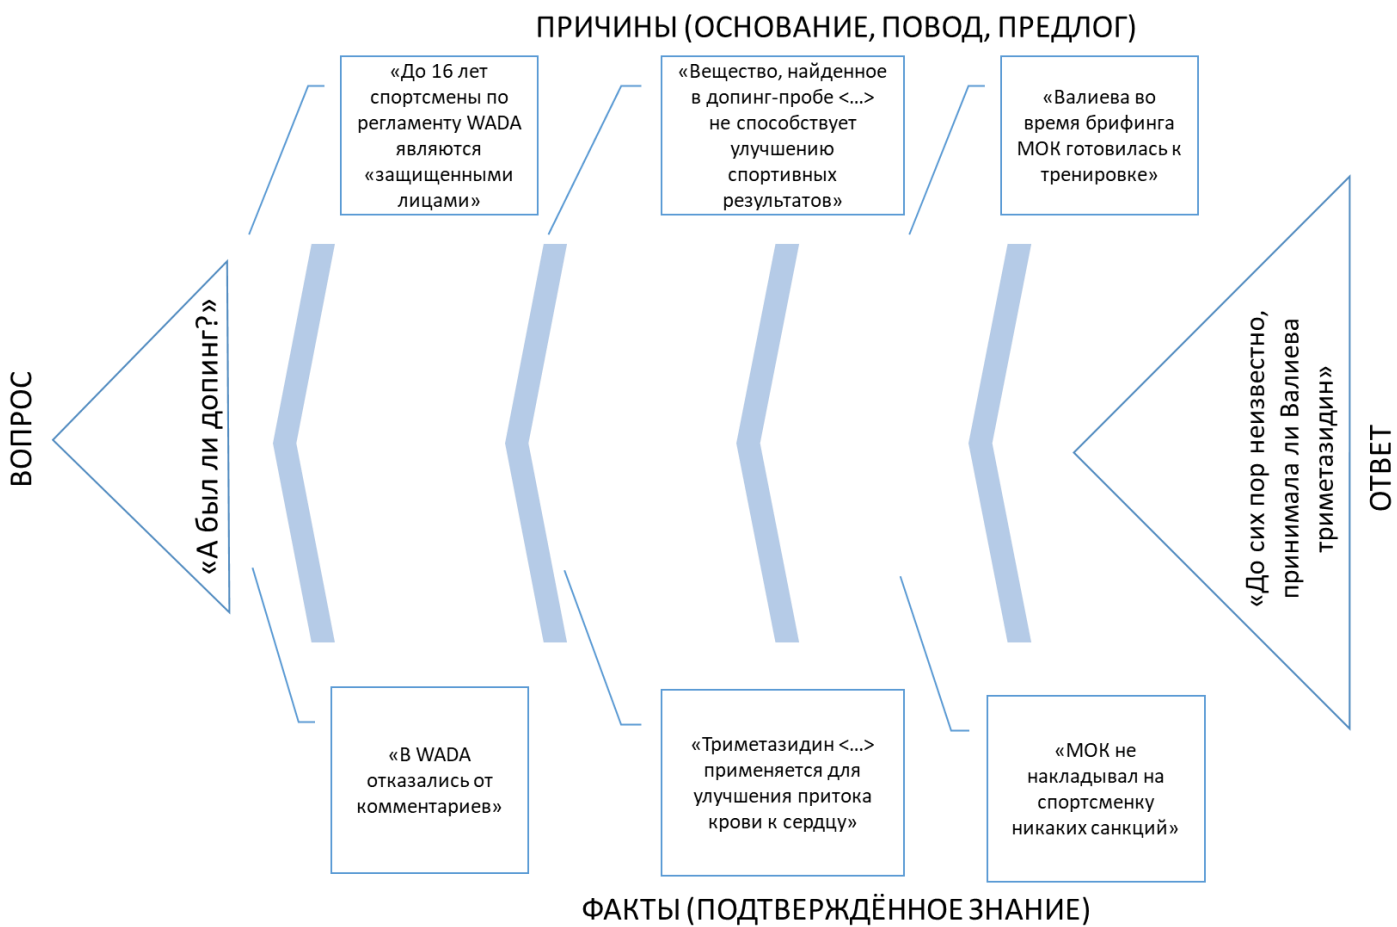 ПРИЧИНЫ (ОСНОВАНИЕ, ПОВОД, ПРЕДЛОГ)
«До 16 лет
спортсмены по
регламенту WADA
являются
«защищенными
лицами»
«Вещество, найденное
в допинг-пробе <…>
не способствует
улучшению
спортивных
результатов»
«Валиева во
время брифинга
МОК готовилась к
тренировке»
ВОПРОС
«А был ли допинг?»
«До сих пор неизвестно,
принимала ли Валиева
триметазидин»
ОТВЕТ
«В WADA
отказались от
комментариев»
«Триметазидин <…>
применяется для
улучшения притока
крови к сердцу»
«МОК не
накладывал на
спортсменку
никаких санкций»
ФАКТЫ (ПОДТВЕРЖДЁННОЕ ЗНАНИЕ)